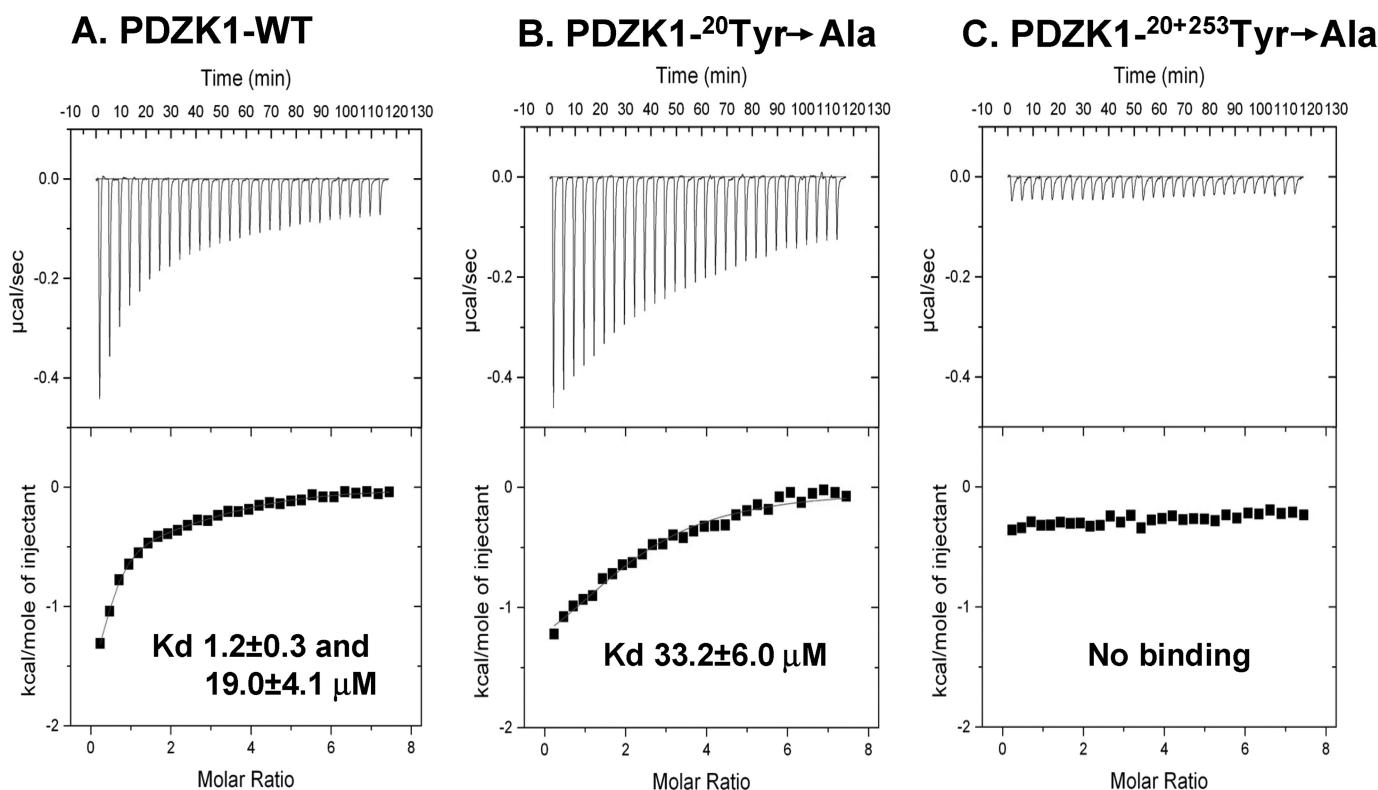 A. PDZK1-WT
Time (min)
-10 0 10 20 30 40 50 60 70 80 90 100 110 120 130
0.0
-0.2
-0.4
µcal/sec
0
-1
-2
kcal/mole of injectant
Kd 1.2±0.3 and
19.0±4.1 µM
0 2 4 6 8
Molar Ratio
B. PDZK1-²⁰Tyr→Ala
Time (min)
-10 0 10 20 30 40 50 60 70 80 90 100 110 120 130
0.0
-0.2
-0.4
µcal/sec
0
-1
-2
kcal/mole of injectant
Kd 33.2±6.0 µM
0 2 4 6 8
Molar Ratio
C. PDZK1-²⁰⁺²⁵³Tyr→Ala
Time (min)
-10 0 10 20 30 40 50 60 70 80 90 100 110 120 130
0.0
-0.2
-0.4
µcal/sec
0
-1
-2
kcal/mole of injectant
No binding
0 2 4 6 8
Molar Ratio